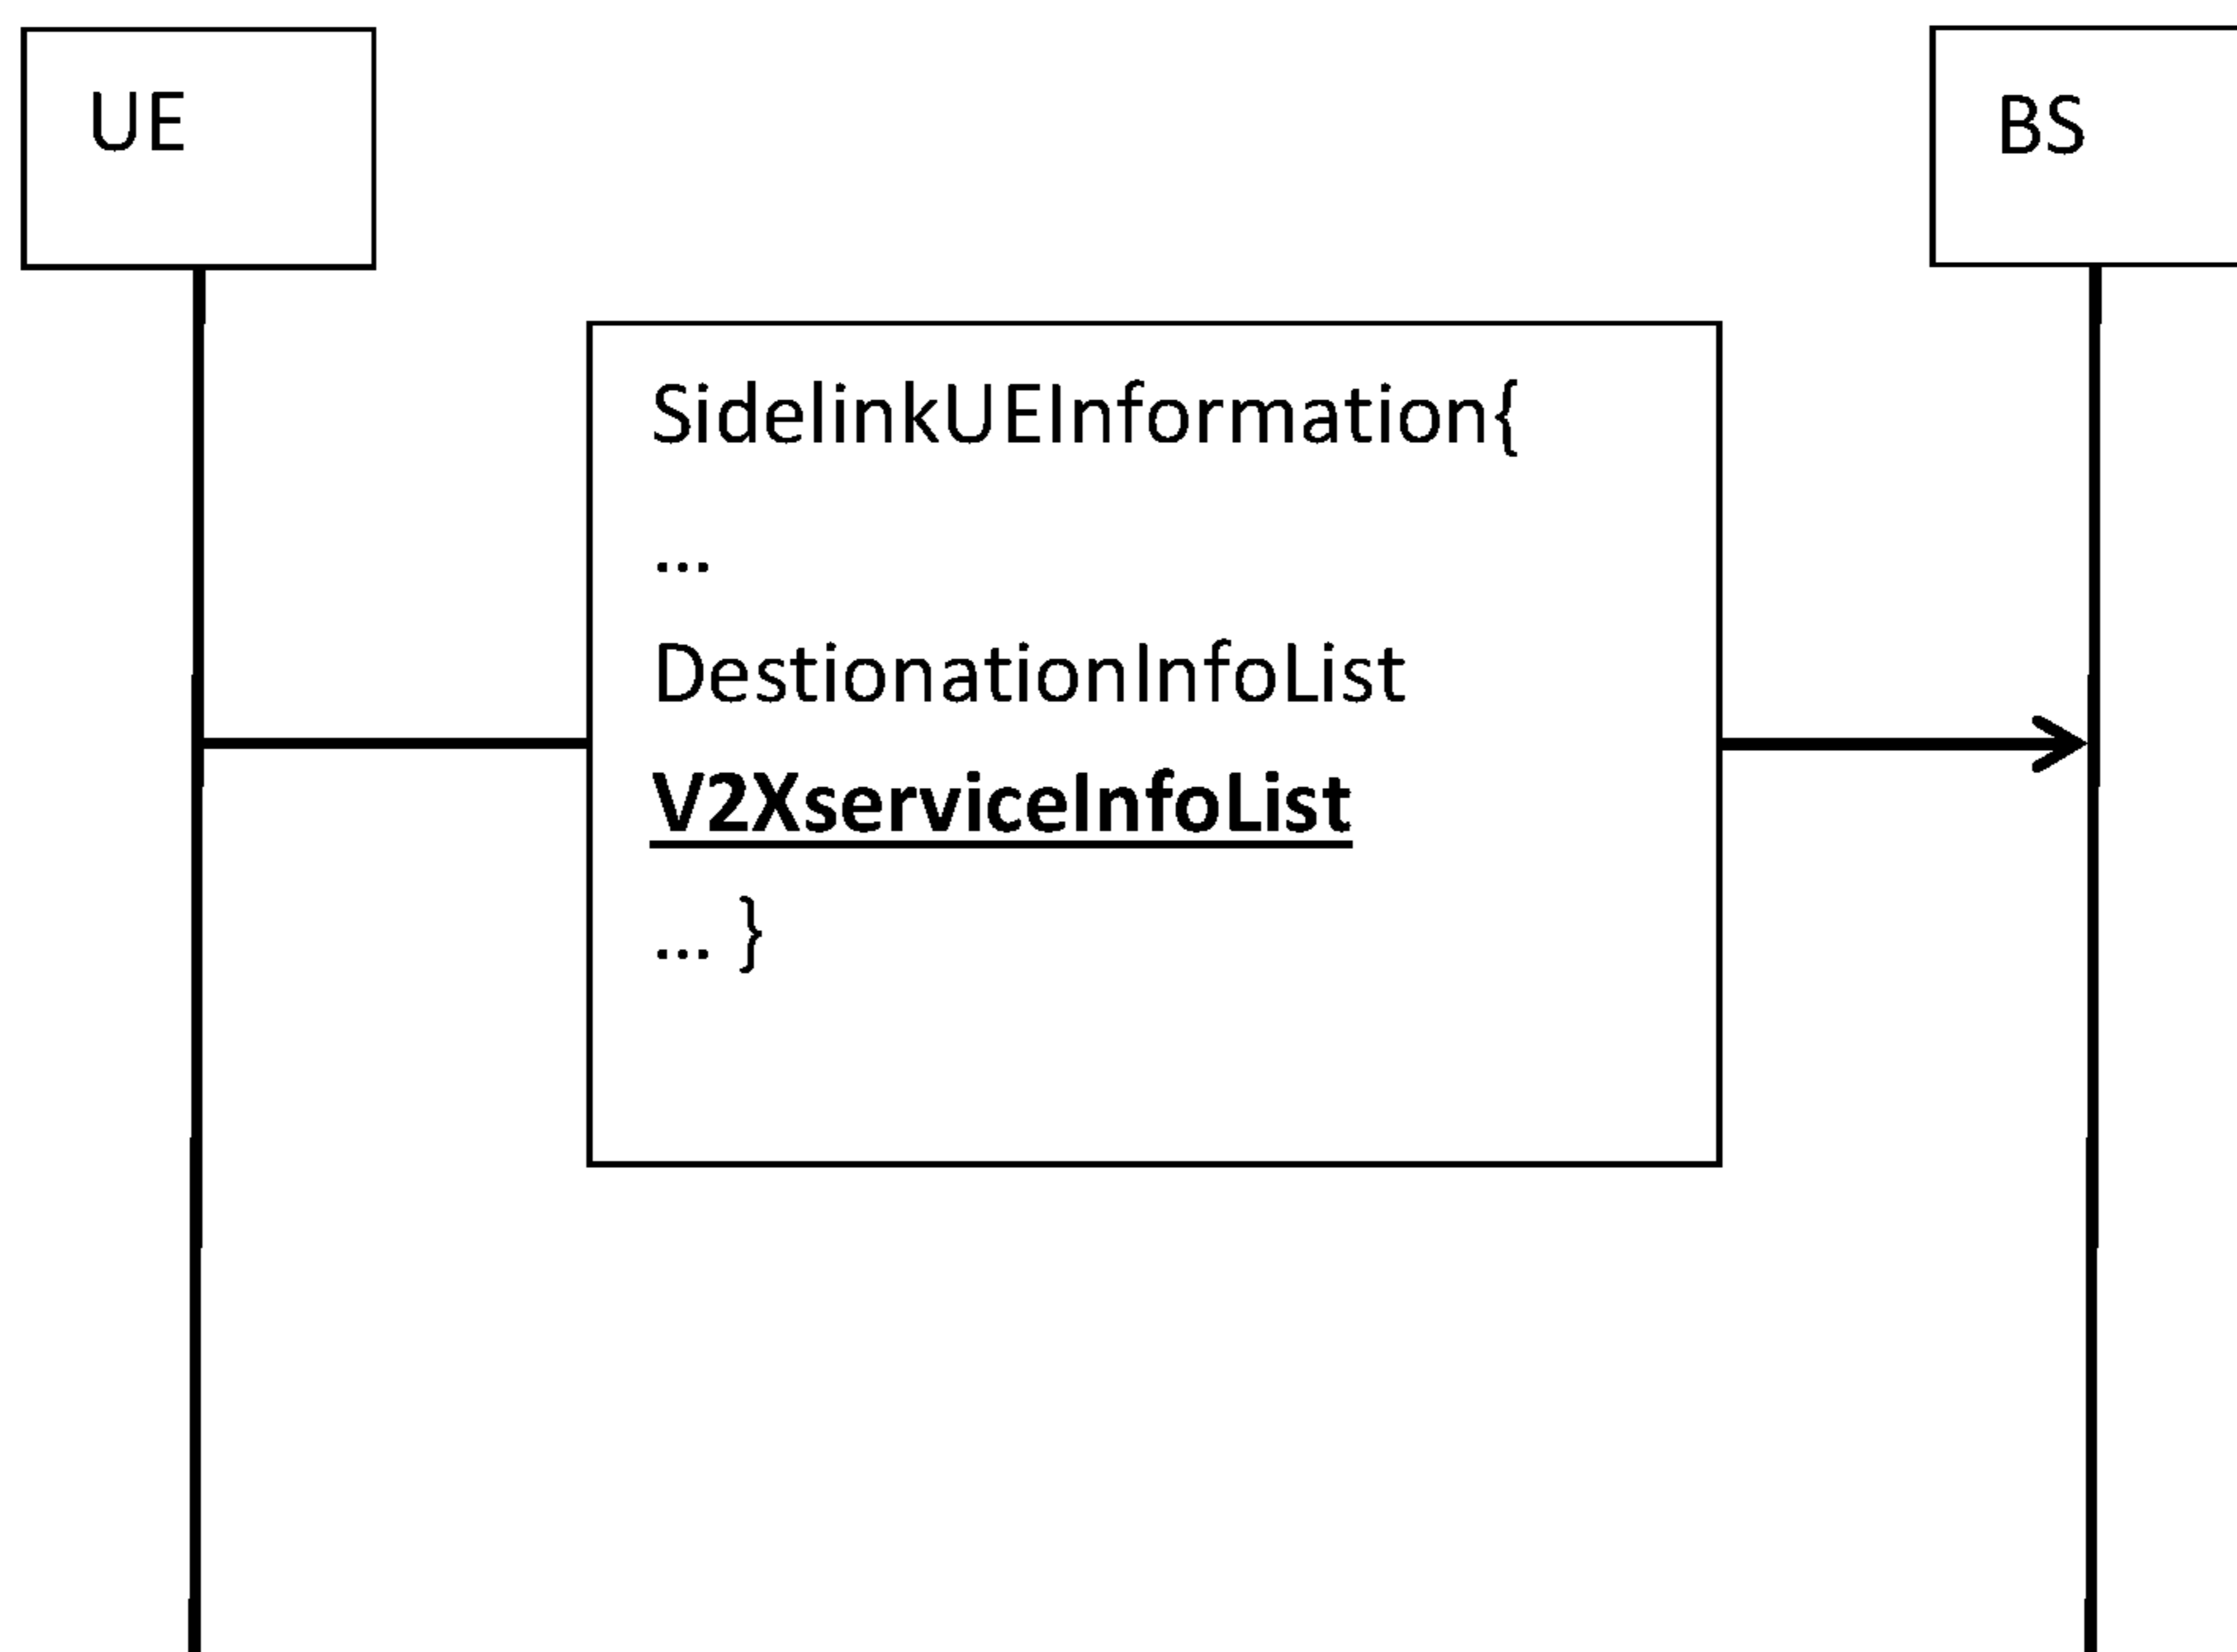 UE
BS
SidelinkUEInformation{
...
DestionationInfoList
V2XserviceInfoList
... }